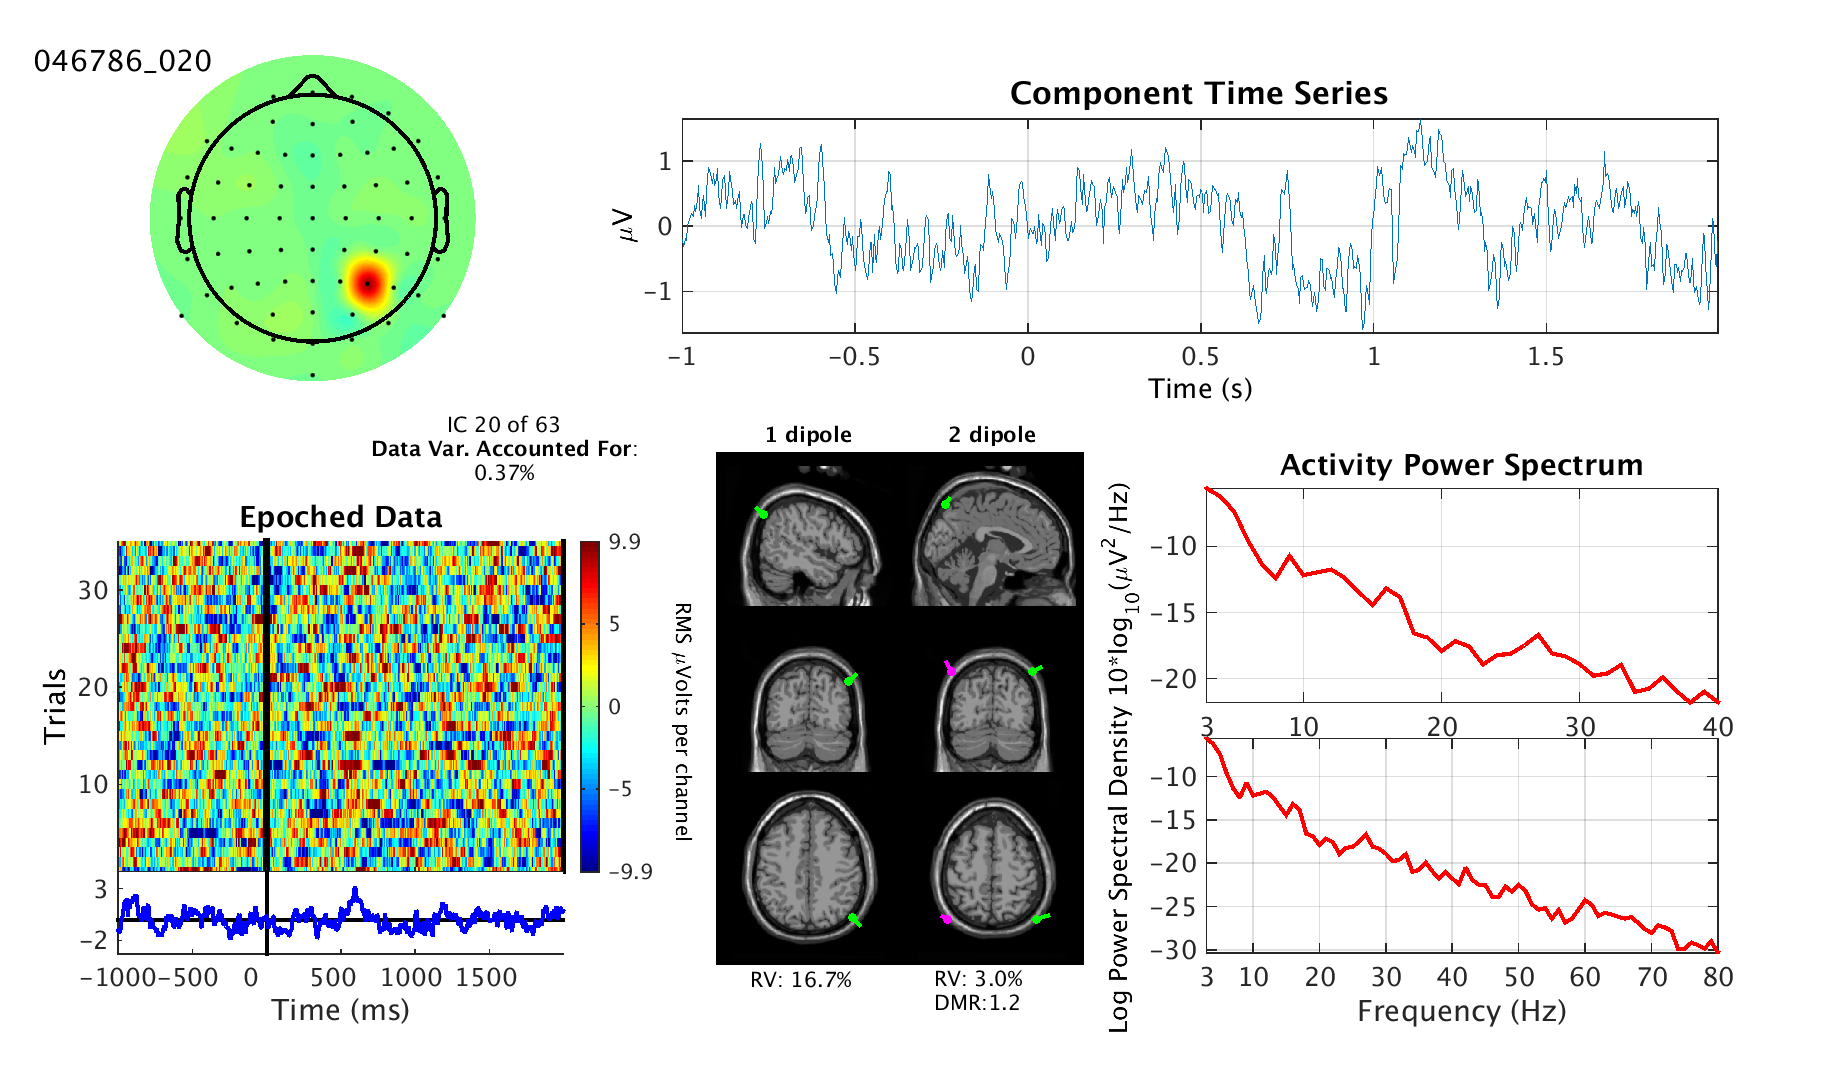 046786_020
Component Time Series
μV
1
0
−1
−1
−0.5
0
0.5
1
1.5
Time (s)
IC 20 of 63
Data Var. Accounted For:
0.37%
Epoched Data
Trials
30
20
10
9.9
5
0
−5
−9.9
RMS μVolts per channel
3
−2
−1000
−500
0
500
1000
1500
Time (ms)
1 dipole
2 dipole
RV: 16.7%
RV: 3.0%
DMR:1.2
Activity Power Spectrum
Log Power Spectral Density 10*log10(μV2/Hz)
−10
−15
−20
3
10
20
30
40
−10
−15
−20
−25
−30
3
10
20
30
40
50
60
70
80
Frequency (Hz)